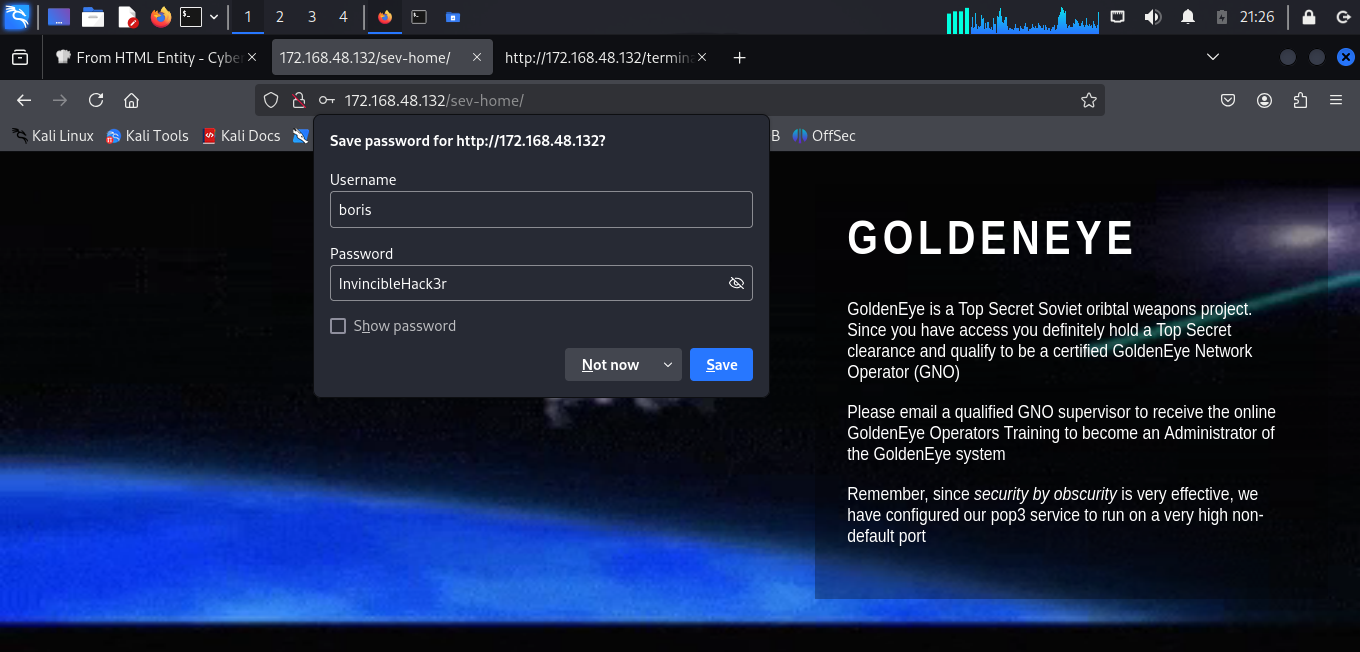 1 2 3 4 21:26
From HTML Entity - Cybe 172.168.48.132/sev-home/ http://172.168.48.132/termin
172.168.48.132/sev-home/
Kali Linux Kali Tools Kali Docs B OffSec
Save password for http://172.168.48.132?
Username
boris
Password
InvincibleHack3r
Show password
Not now Save
GOLDENEYE
GoldenEye is a Top Secret Soviet oribtal weapons project.
Since you have access you definitely hold a Top Secret
clearance and qualify to be a certified GoldenEye Network
Operator (GNO)
Please email a qualified GNO supervisor to receive the online
GoldenEye Operators Training to become an Administrator of
the GoldenEye system
Remember, since security by obscurity is very effective, we
have configured our pop3 service to run on a very high non-
default port